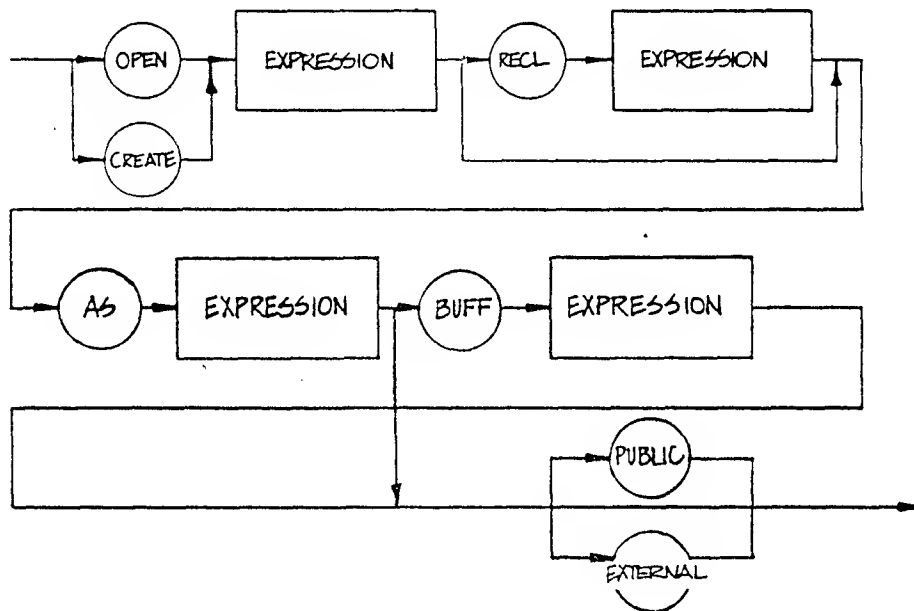 OPEN EXPRESSION RECL EXPRESSION
CREATE
AS EXPRESSION BUFF EXPRESSION
PUBLIC
EXTERNAL